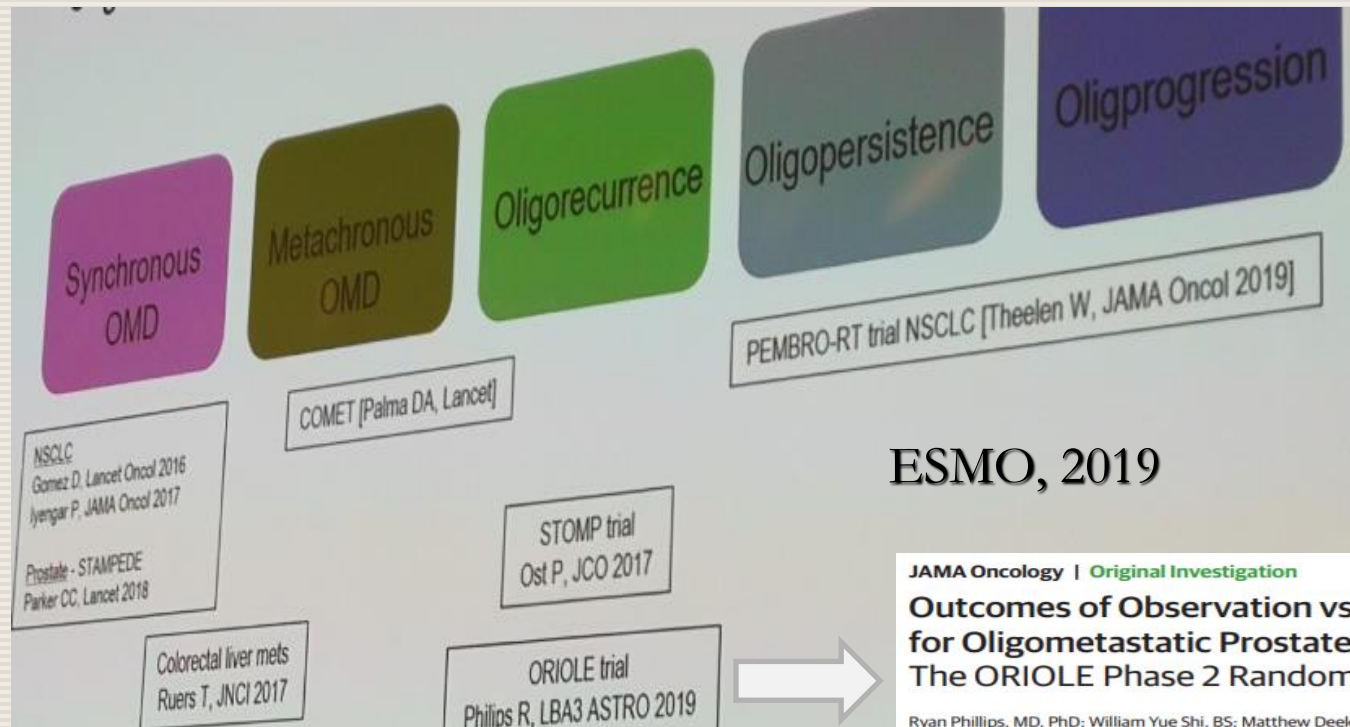 Synchronous
OMD
Metachronous
OMD
Oligorecurrence
Oligopersistence
Oligprogression
NSCLC
Gomez D, Lancet Oncol 2016
Iyengar P, JAMA Oncol 2017
Prostate - STAMPEDE
Parker CC, Lancet 2018
COMET [Palma DA, Lancet]
PEMBRO-RT trial NSCLC [Theelen W, JAMA Oncol 2019]
Colorectal liver mets
Ruers T, JNCI 2017
STOMP trial
Ost P, JCO 2017
ORIOLE trial
Philips R, LBA3 ASTRO 2019
ESMO, 2019
JAMA Oncology | Original Investigation
Outcomes of Observation vs
for Oligometastatic Prostate
The ORIOLE Phase 2 Random
Ryan Phillips, MD, PhD; William Yue Shi, BS; Matthew Deek